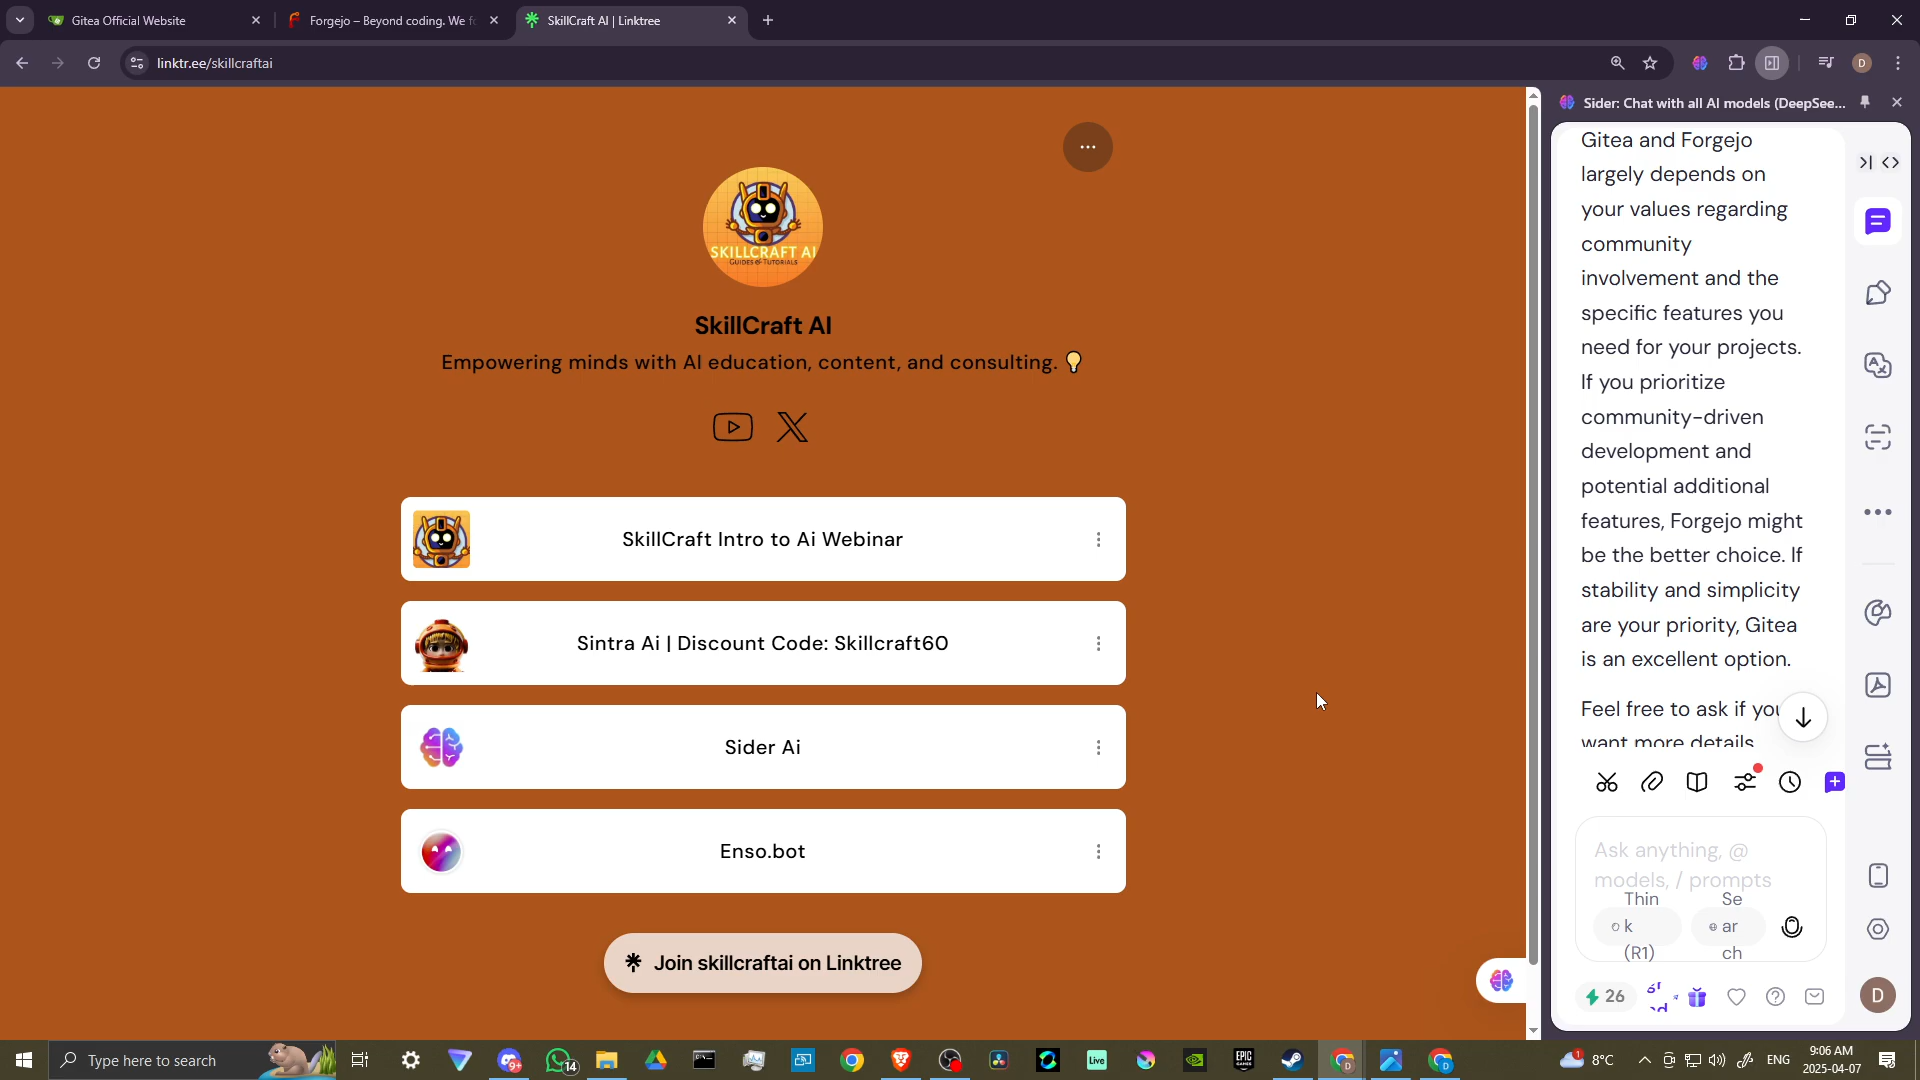 Gitea Official Website
Forgejo – Beyond coding. We fo
SkillCraft AI | Linktree
linktr.ee/skillcraftai
D
SKILLCRAFT AI
GUIDES & TUTORIALS
SkillCraft AI
Empowering minds with AI education, content, and consulting.
SkillCraft Intro to Ai Webinar
Sintra Ai | Discount Code: Skillcraft60
Sider Ai
Enso.bot
Join skillcraftai on Linktree
Sider: Chat with all AI models (DeepSee...
Gitea and Forgejo
largely depends on
your values regarding
community
involvement and the
specific features you
need for your projects.
If you prioritize
community-driven
development and
potential additional
features, Forgejo might
be the better choice. If
stability and simplicity
are your priority, Gitea
is an excellent option.
Feel free to ask if you
want more details
Ask anything, @
models, / prompts
Thin
k
(R1)
Se
ar
ch
26
D
Type here to search
9+
14
Live
EPIC
GAMES
1
8°C
ENG
9:06 AM
2025-04-07